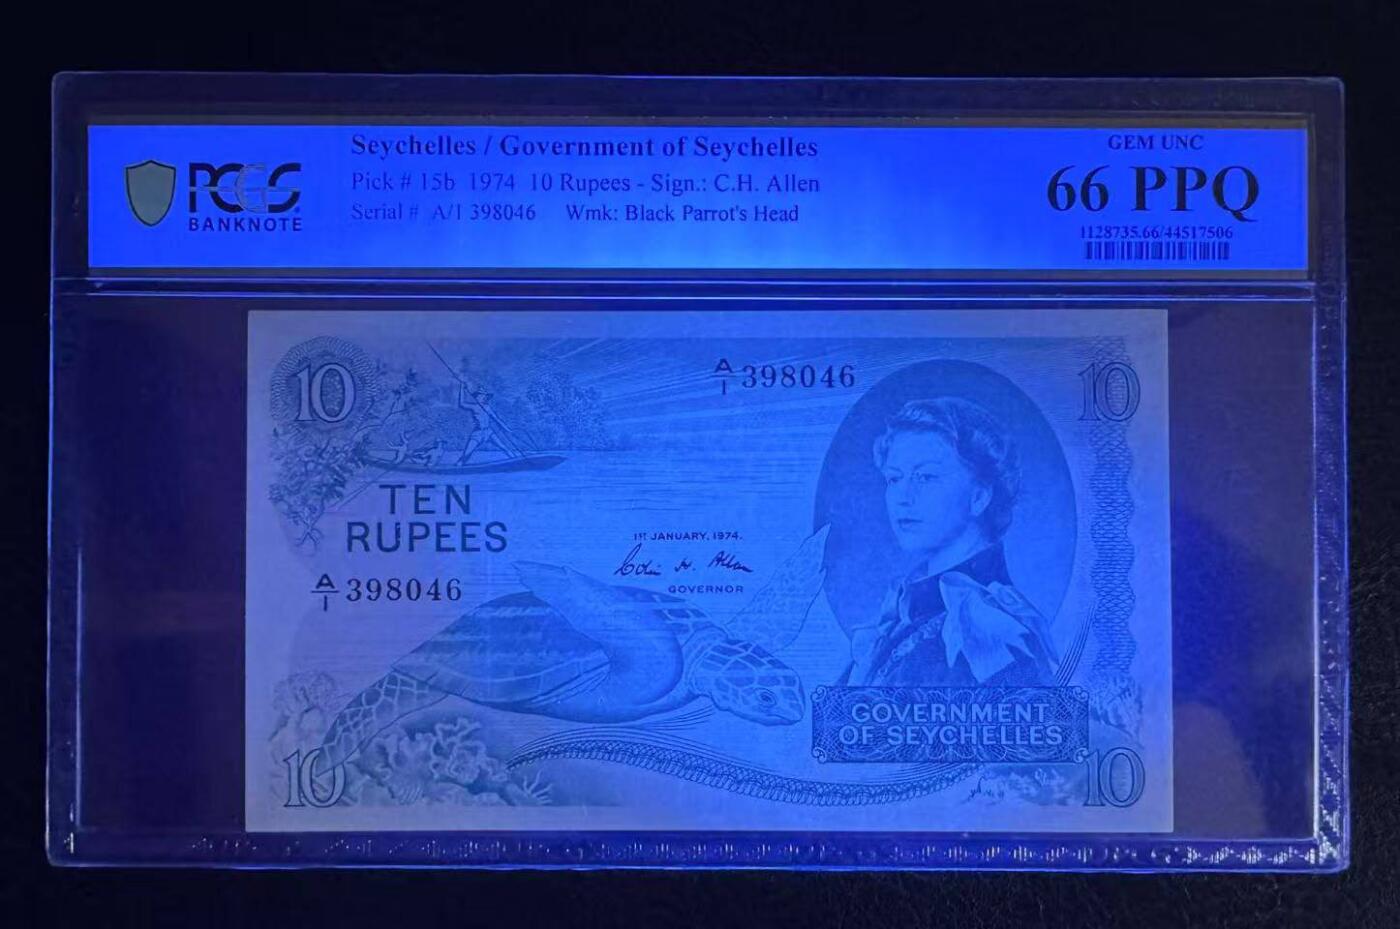 PCGS
BANKNOTE
Seychelles / Government of Seychelles
Pick # 15b 1974 10 Rupees - Sign.: C.H. Allen
Serial # A/1 398046 Wmk: Black Parrot's Head
GEM UNC
66 PPQ
1128735.66/44517506
10
A/1 398046
10
TEN
RUPEES
1ST JANUARY, 1974.
Colin H. Allan
GOVERNOR
A/1 398046
GOVERNMENT
OF SEYCHELLES
10
10